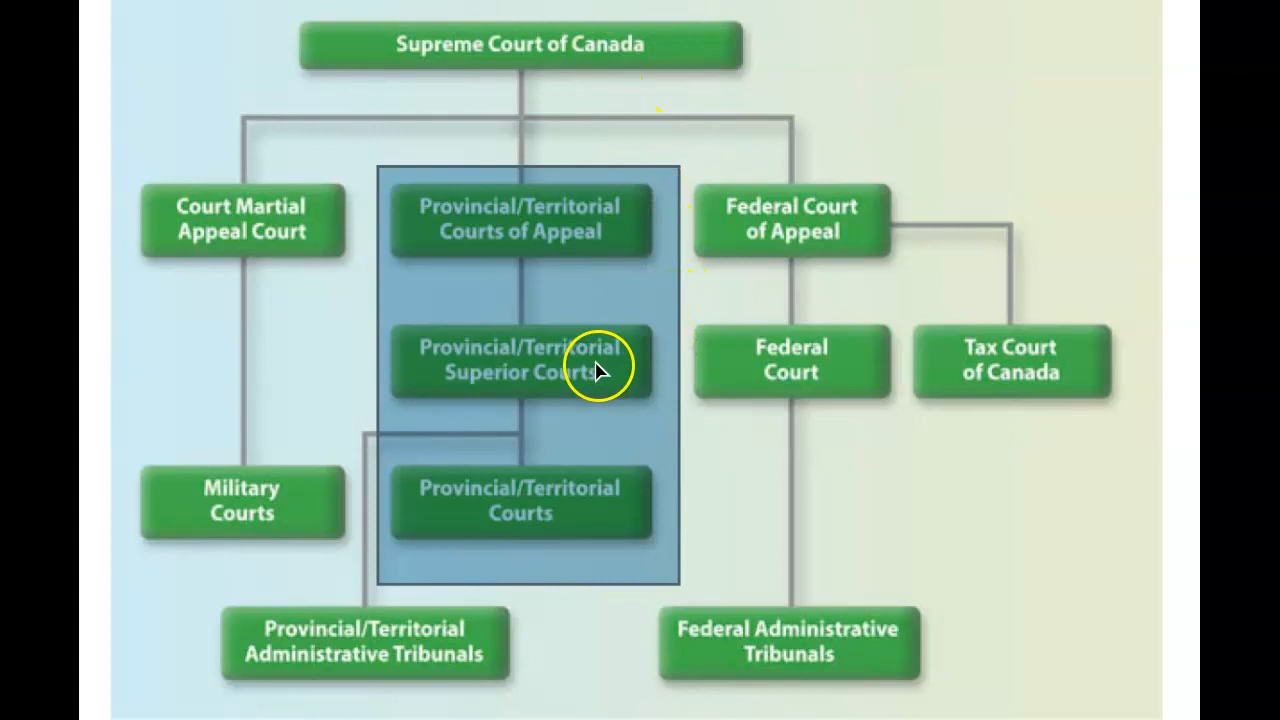 Supreme Court of Canada
Court Martial
Appeal Court
Provincial/Territorial
Courts of Appeal
Federal Court
of Appeal
Provincial/Territorial
Superior Courts
Federal
Court
Tax Court
of Canada
Military
Courts
Provincial/Territorial
Courts
Provincial/Territorial
Administrative Tribunals
Federal Administrative
Tribunals